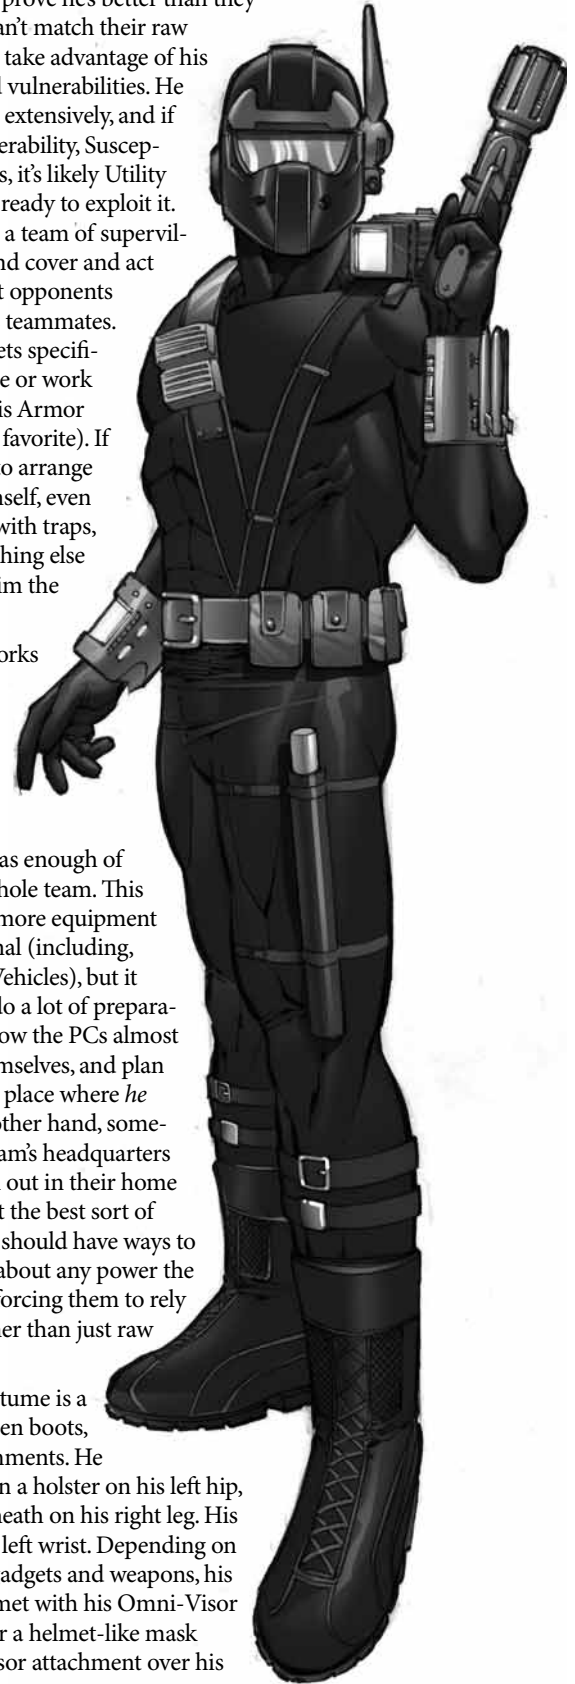 prove he's better than they
an't match their raw
take advantage of his
vulnerabilities. He
extensively, and if
erability, Suscep-
s, it's likely Utility
ready to exploit it.
a team of supervil-
nd cover and act
t opponents
teammates.
ets specifi-
e or work
is Armor
favorite). If
to arrange
mself, even
with traps,
thing else
im the
orks
as enough of
hole team. This
more equipment
nal (including,
Vehicles), but it
do a lot of prepara-
ow the PCs almost
mselves, and plan
place where he
other hand, some-
am's headquarters
out in their home
t the best sort of
should have ways to
about any power the
forcing them to rely
her than just raw
tume is a
en boots,
hments. He
n a holster on his left hip,
heath on his right leg. His
left wrist. Depending on
adgets and weapons, his
met with his Omni-Visor
r a helmet-like mask
sor attachment over his